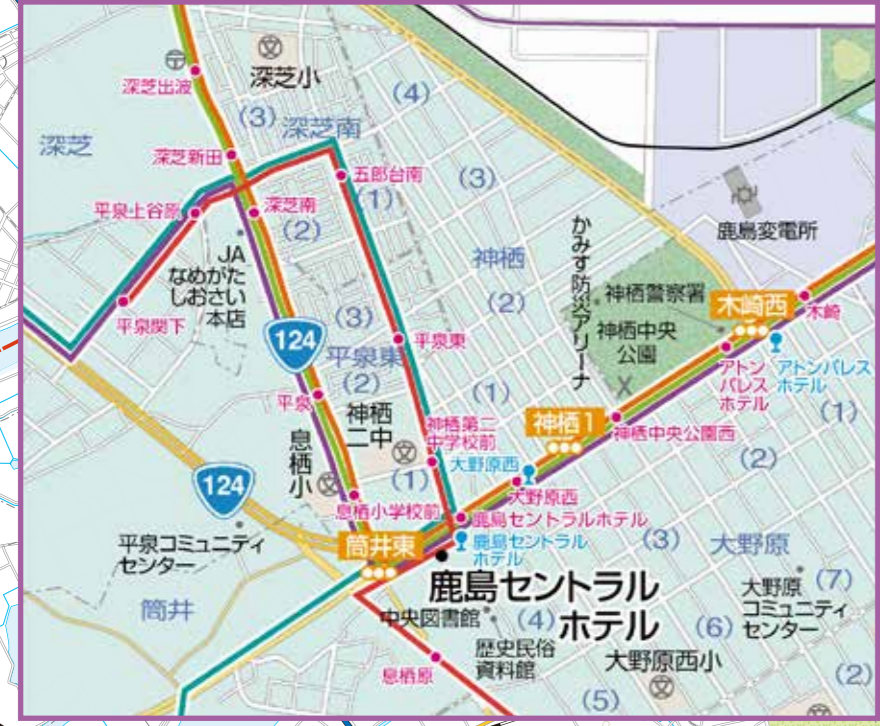 深芝小
深芝出波
(4)
(3)
深芝南
深芝
深芝新田
五郎台南
(3)
(1)
平泉上谷原
深芝南
(2)
鹿島変電所
JA
なめがた
しおさい
本店
神栖
かみす防災アリーナ
神栖警察署
木崎西
木崎
(2)
平泉関下
(3)
124
平泉東
神栖中央
公園
平泉東
(2)
アトン
パレス
ホテル
アトンパレス
ホテル
(1)
平泉
神栖
二中
神栖第二
中学校前
神栖1
神栖中央公園西
(1)
息栖
小
大野原西
(2)
124
(1)
大野原西
息栖小学校前
鹿島セントラルホテル
平泉コミュニティ
センター
筒井東
鹿島セントラル
ホテル
(3)
大野原
鹿島セントラル
ホテル
筒井
中央図書館
(4)
大野原
コミュニティ
センター
(7)
(6)
歴史民俗
資料館
大野原西小
息栖原
(2)
(5)